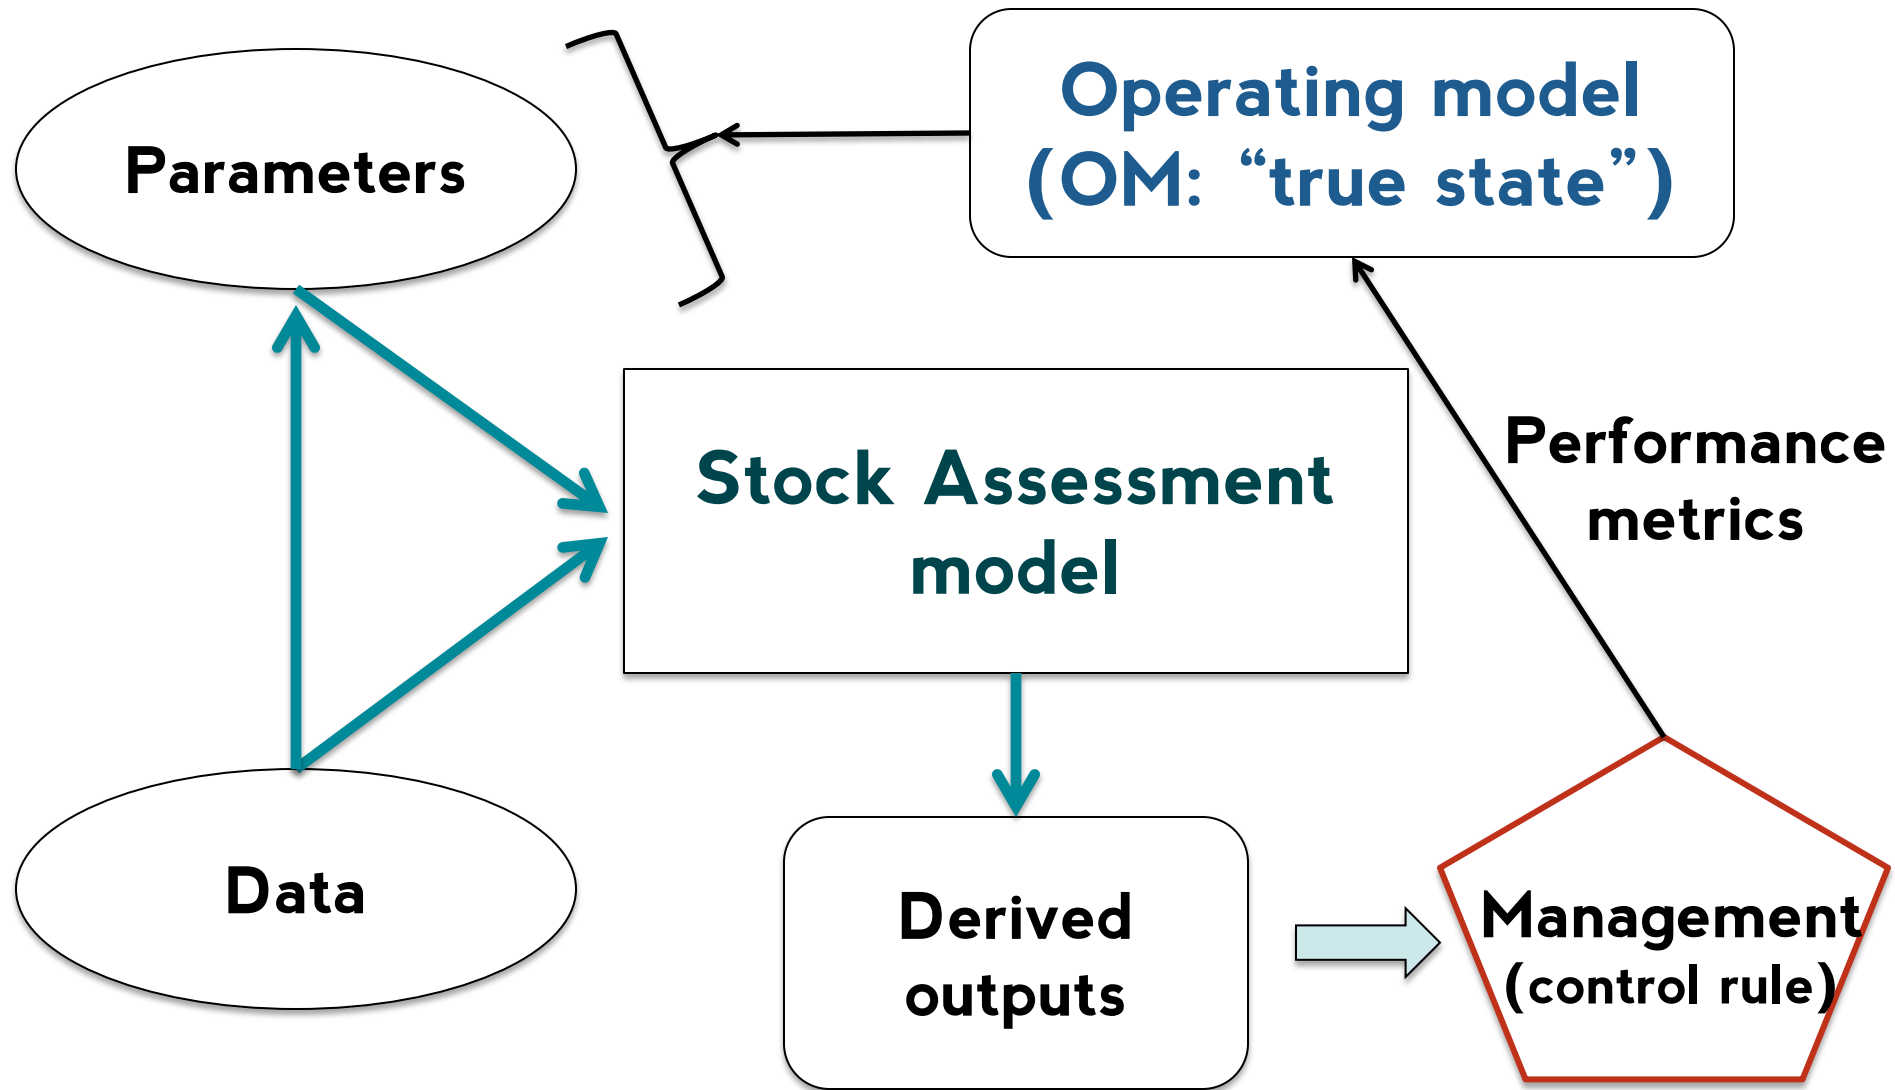 Parameters
Operating model
(OM: “true state”)
Stock Assessment
model
Performance
metrics
Data
Derived
outputs
Management
(control rule)